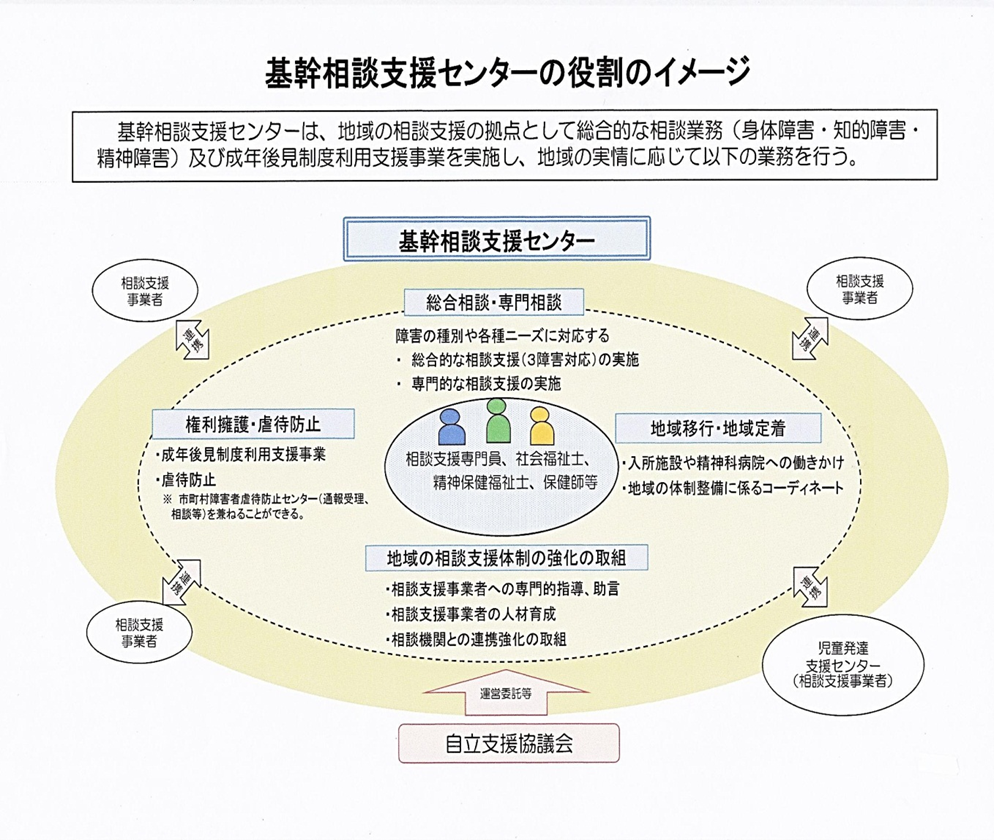 基幹相談支援センターの役割のイメージ
基幹相談支援センターは、地域の相談支援の拠点として総合的な相談業務（身体障害・知的障害・
精神障害）及び成年後見制度利用支援事業を実施し、地域の実情に応じて以下の業務を行う。
基幹相談支援センター
相談支援
事業者
相談支援
事業者
連携
連携
総合相談・専門相談
障害の種別や各種ニーズに対応する
・ 総合的な相談支援（３障害対応）の実施
・ 専門的な相談支援の実施
権利擁護・虐待防止
・成年後見制度利用支援事業
・虐待防止
※ 市町村障害者虐待防止センター（通報受理、
相談等）を兼ねることができる。
相談支援専門員、社会福祉士、
精神保健福祉士、保健師等
地域移行・地域定着
・入所施設や精神科病院への働きかけ
・地域の体制整備に係るコーディネート
地域の相談支援体制の強化の取組
・相談支援事業者への専門的指導、助言
・相談支援事業者の人材育成
・相談機関との連携強化の取組
連携
連携
相談支援
事業者
児童発達
支援センター
（相談支援事業者）
運営委託等
自立支援協議会